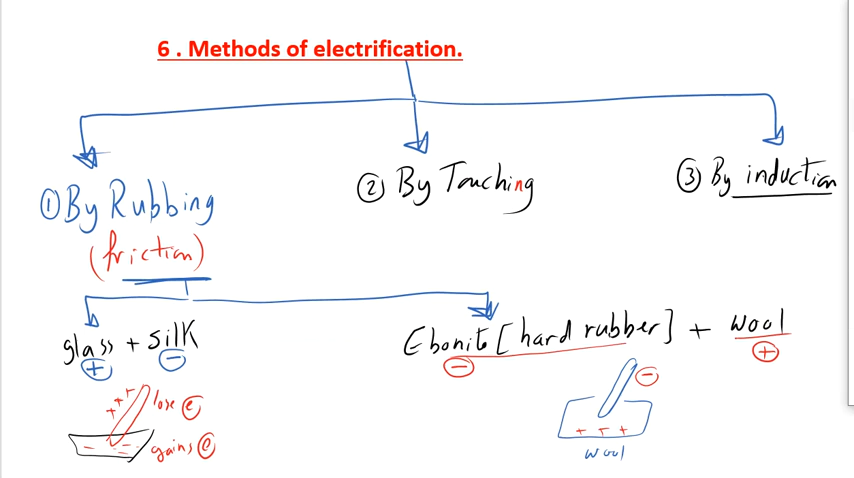 6 . Methods of electrification.
① By Rubbing
(friction)
② By Touching
③ By induction
glass + silk
+ −
+ + + lose e
− − − gains e
Ebonite [hard rubber] + wool
− +
−
+ + +
wool